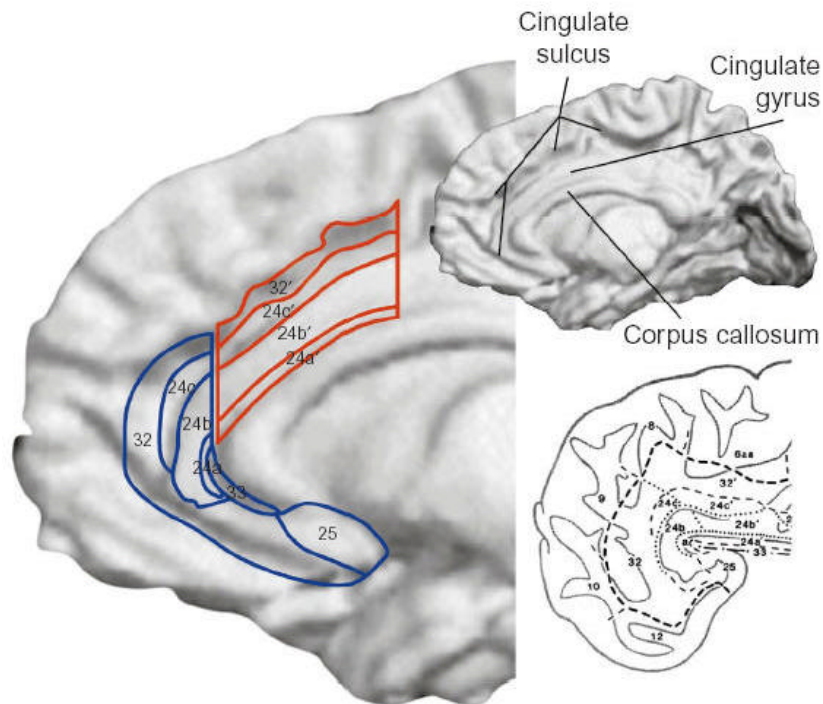 Cingulate
sulcus
Cingulate
gyrus
Corpus callosum
32'
24c'
24b'
24a'
24c
24b
32
24a
33
25
8
6aa
32'
9
24c
24c'
24b
24b'
a
24a
33
25
32
10
12